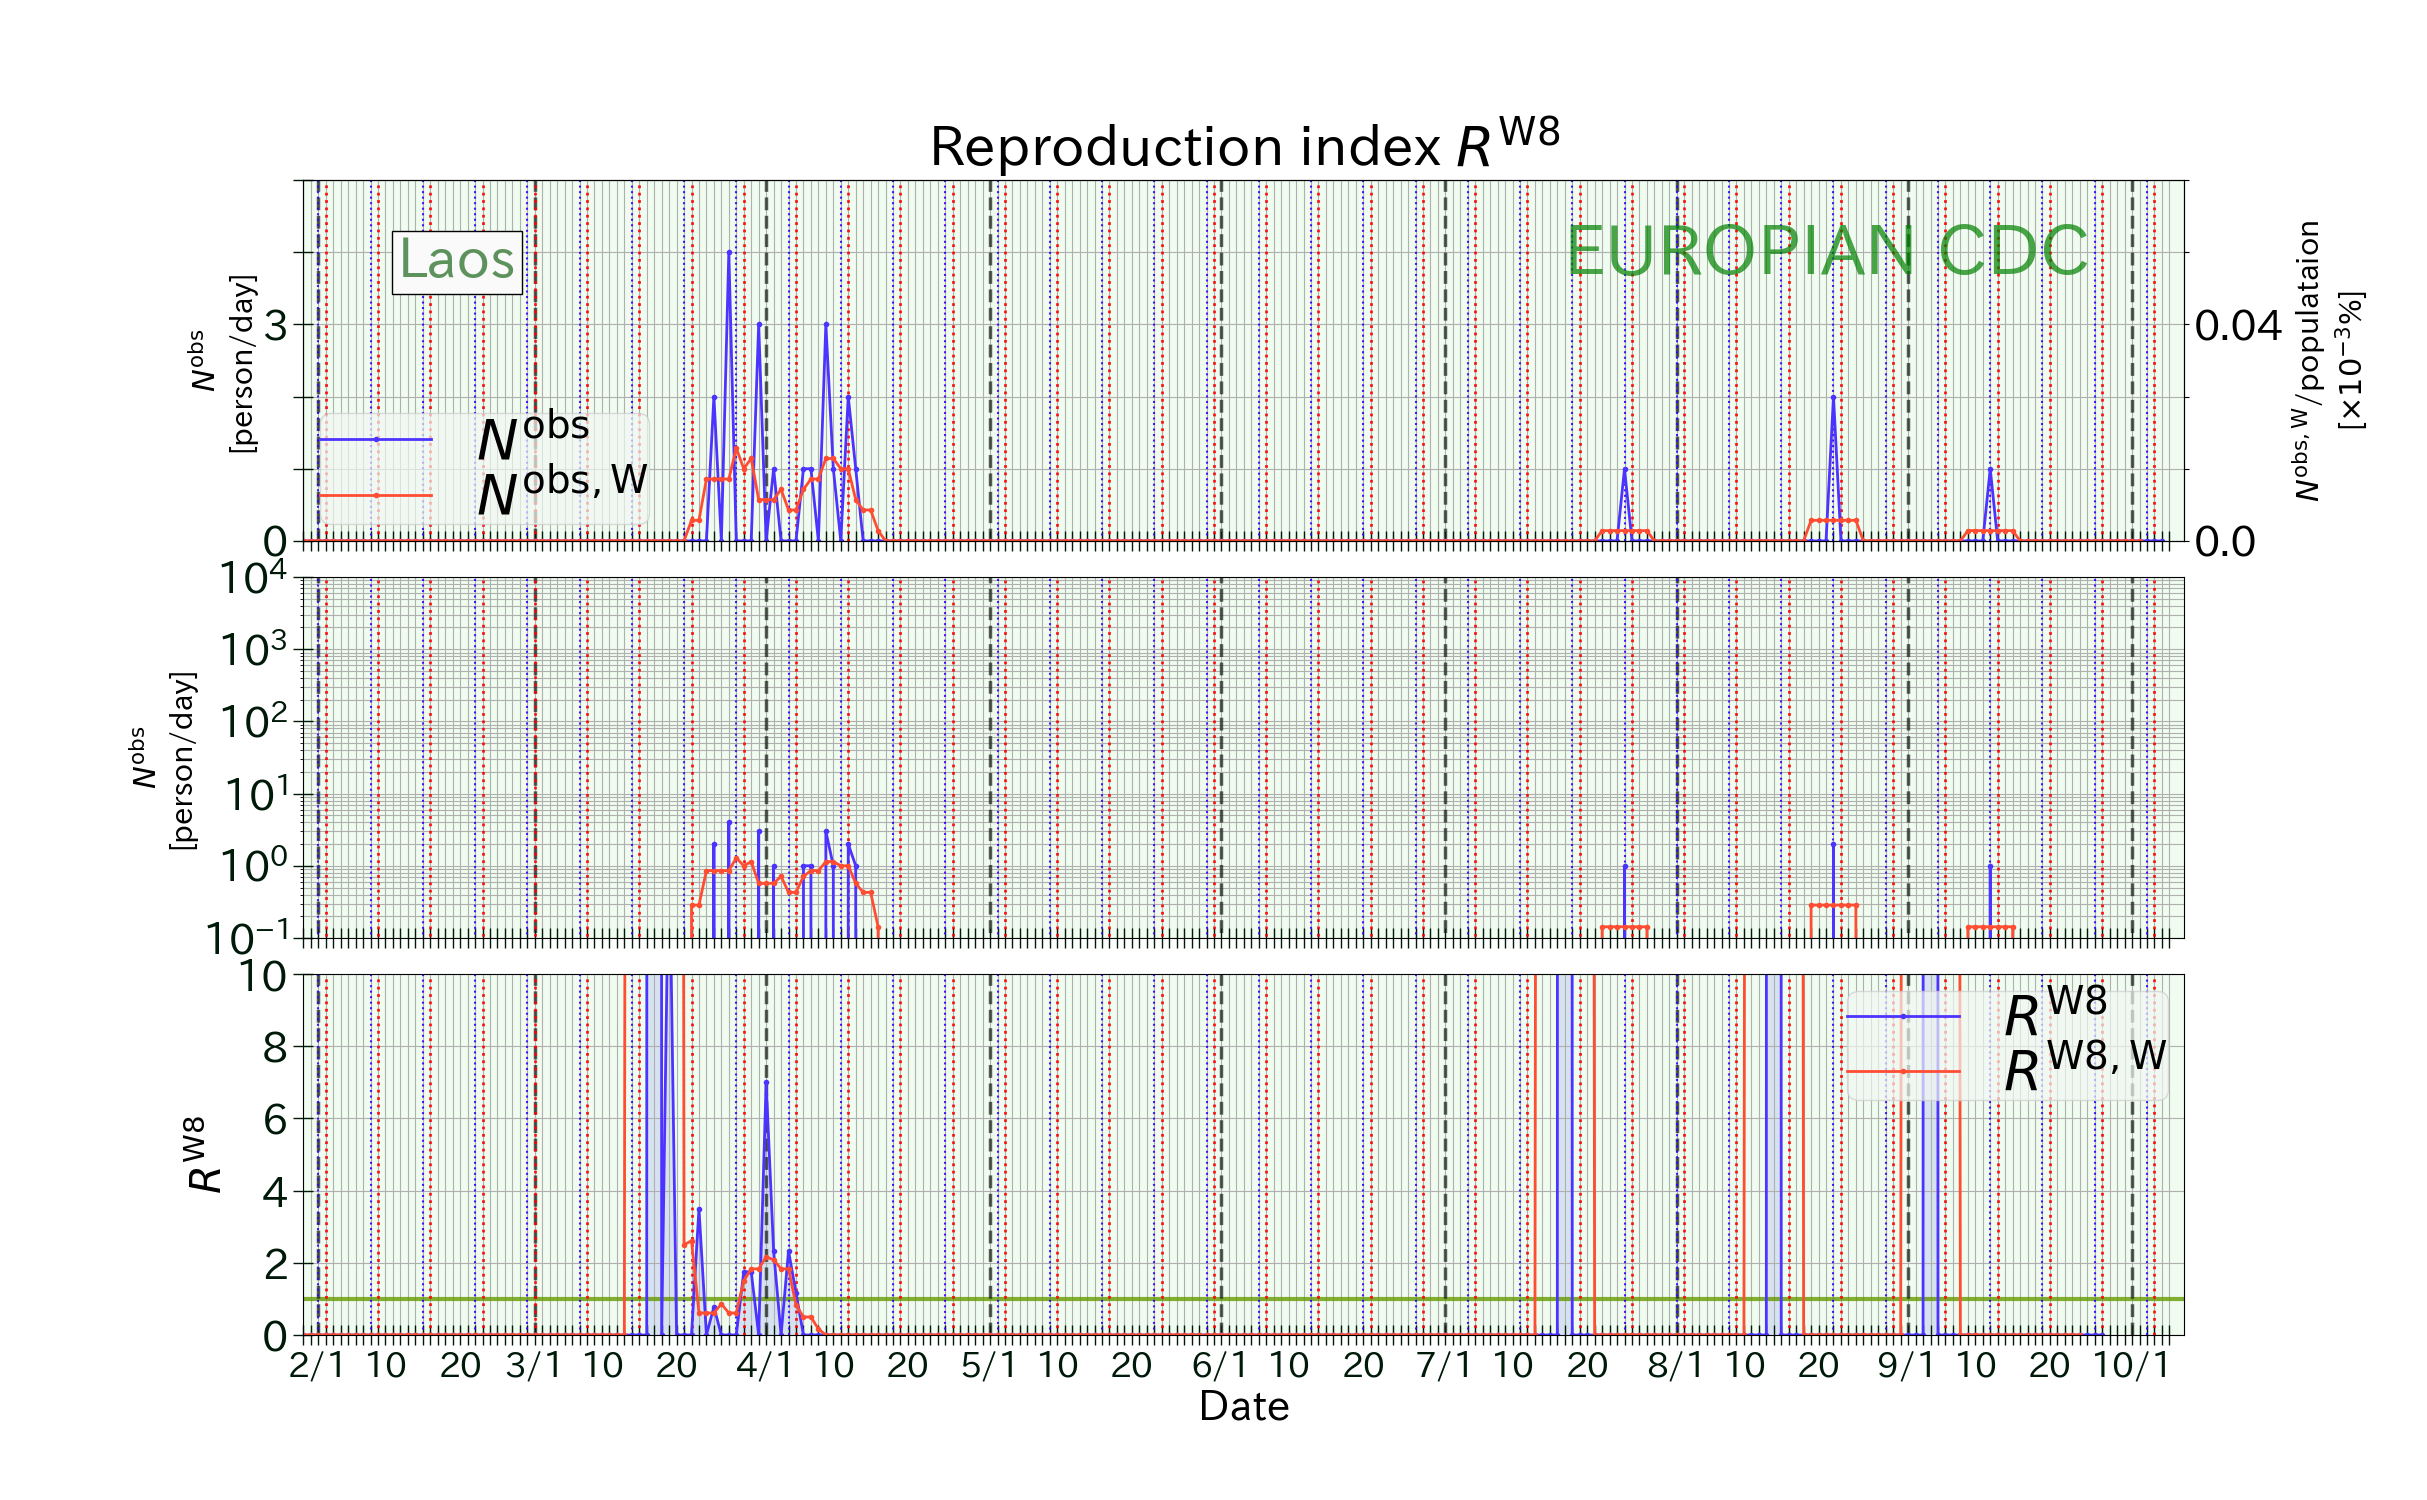 Reproduction index R^W8
Laos
EUROPIAN CDC
N^obs
[person/day]
3
0
N^obs
N^obs, W
0.04
0.0
N^obs, W/populataion
[×10^−3%]
N^obs
[person/day]
10^4
10^3
10^2
10^1
10^0
10^−1
R^W8
10
8
6
4
2
0
R^W8
R^W8, W
2/1 10 20 3/1 10 20 4/1 10 20 5/1 10 20 6/1 10 20 7/1 10 20 8/1 10 20 9/1 10 20 10/1
Date